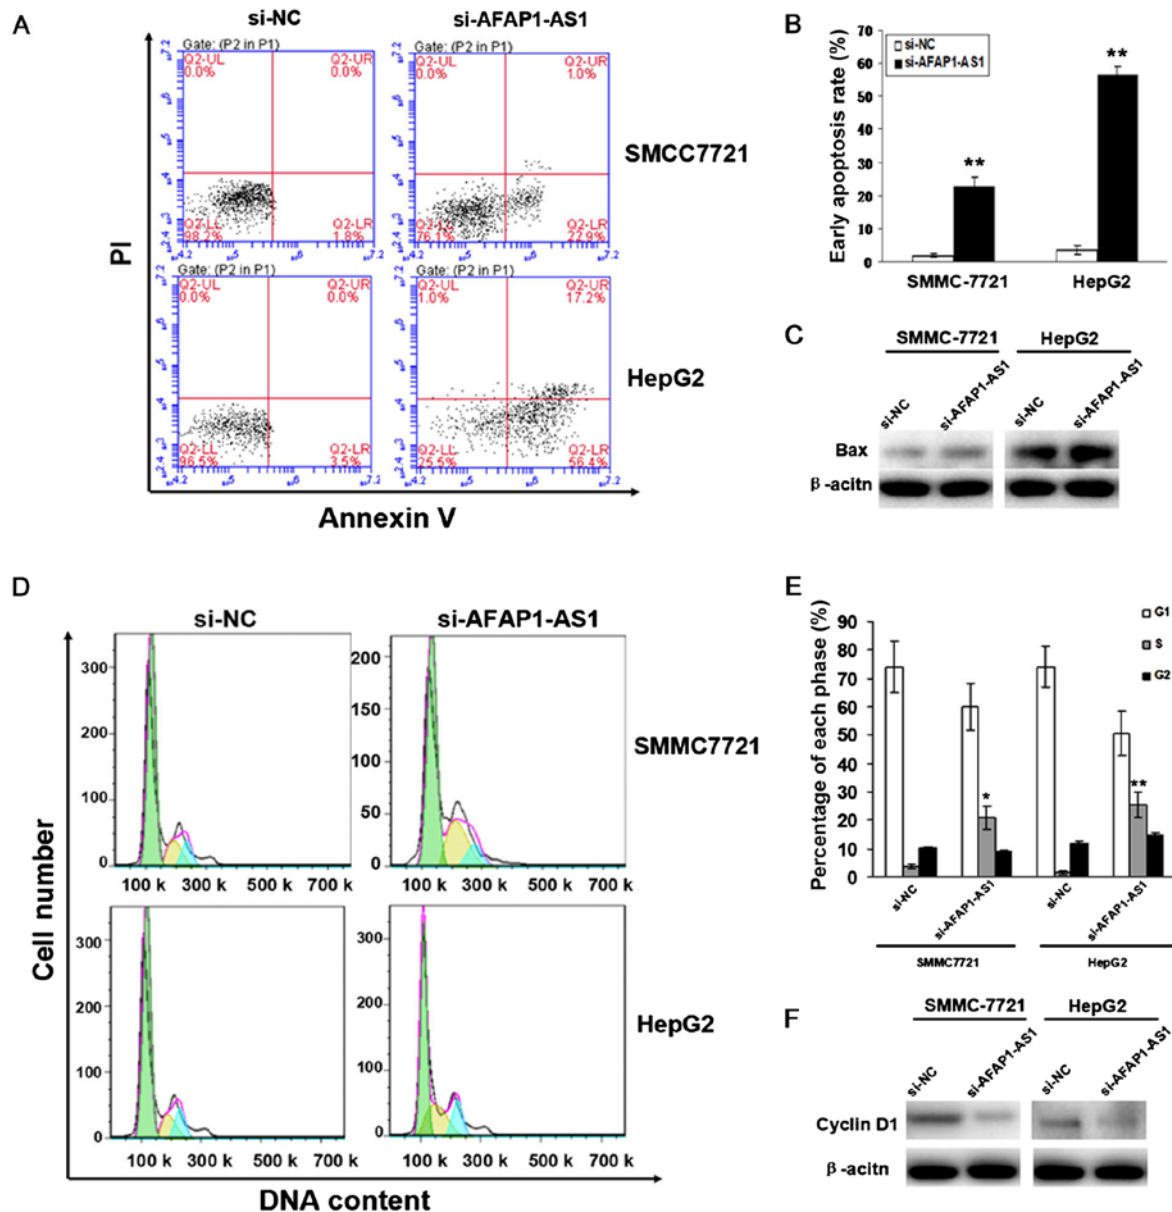 A
si-NC
si-AFAP1-AS1
Gate: (P2 in P1)
Q2-UL
0.0%
Q2-UR
0.0%
Q2-LL
98.2%
Q2-LR
1.8%
Gate: (P2 in P1)
Q2-UL
0.0%
Q2-UR
1.0%
Q2-LL
76.1%
Q2-LR
22.9%
SMCC7721
Gate: (P2 in P1)
Q2-UL
0.0%
Q2-UR
0.0%
Q2-LL
96.5%
Q2-LR
3.5%
Gate: (P2 in P1)
Q2-UL
1.0%
Q2-UR
17.2%
Q2-LL
25.5%
Q2-LR
56.4%
HepG2
PI
Annexin V
B
Early apoptosis rate (%)
70
60
50
40
30
20
10
0
si-NC
si-AFAP1-AS1
**
**
SMMC-7721
HepG2
C
SMMC-7721
HepG2
si-NC
si-AFAP1-AS1
si-NC
si-AFAP1-AS1
Bax
β-acitn
D
si-NC
si-AFAP1-AS1
300
200
100
0
100 k 300 k 500 k 700 k
200
150
100
50
0
100 k 300 k 500 k 700 k
SMMC7721
300
200
100
0
100 k 300 k 500 k 700 k
300
200
100
0
100 k 300 k 500 k 700 k
HepG2
Cell number
DNA content
E
Percentage of each phase (%)
90
80
70
60
50
40
30
20
10
0
G1
S
G2
*
**
si-NC
si-AFAP1-AS1
si-NC
si-AFAP1-AS1
SMMC7721
HepG2
F
SMMC-7721
HepG2
si-NC
si-AFAP1-AS1
si-NC
si-AFAP1-AS1
Cyclin D1
β-acitn